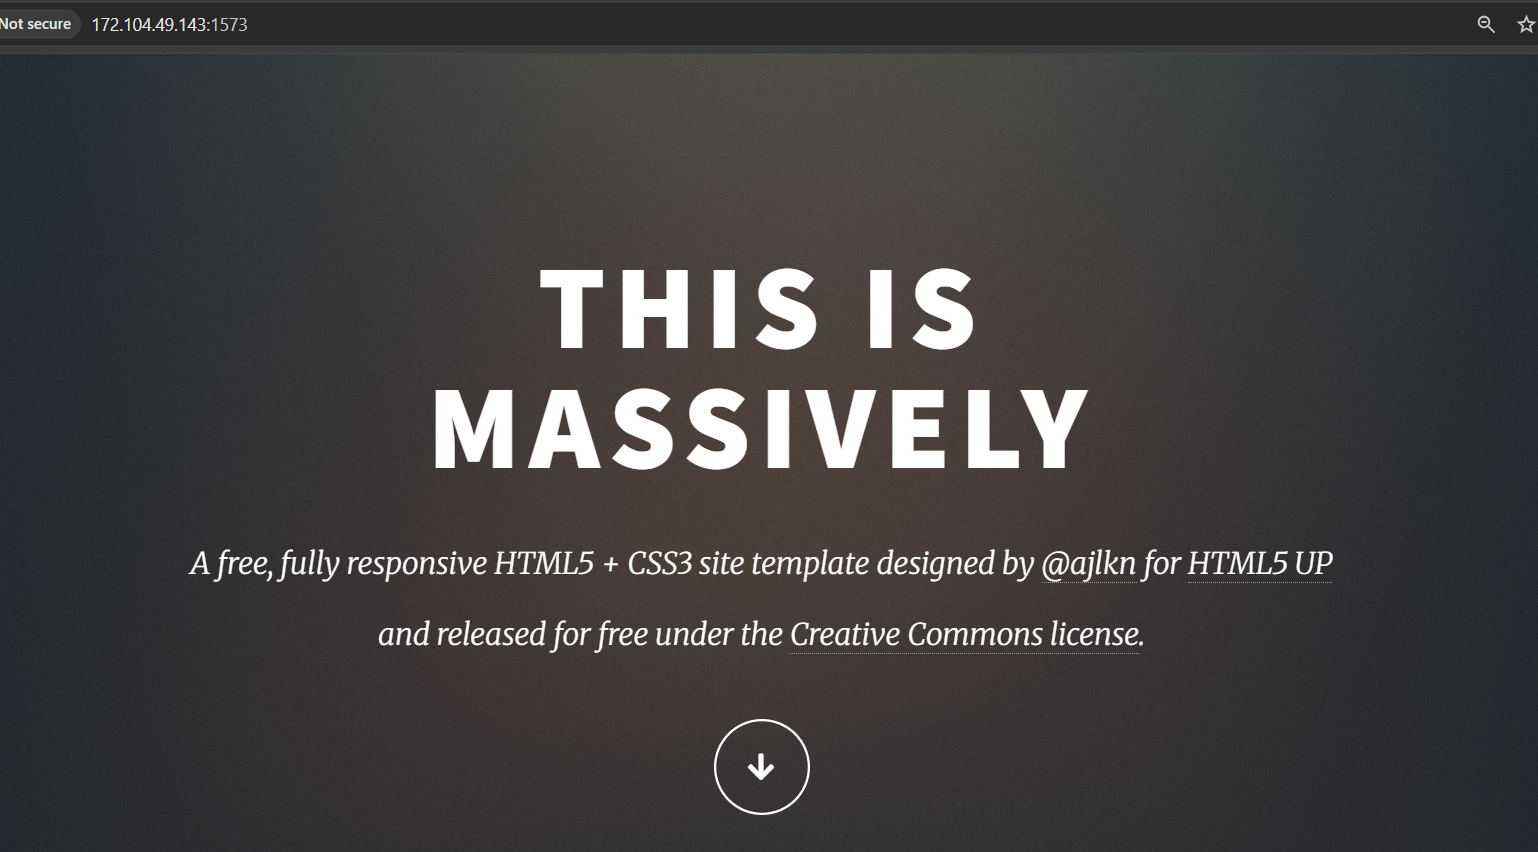 Not secure 172.104.49.143:1573
THIS IS
MASSIVELY
A free, fully responsive HTML5 + CSS3 site template designed by @ajlkn for HTML5 UP
and released for free under the Creative Commons license.